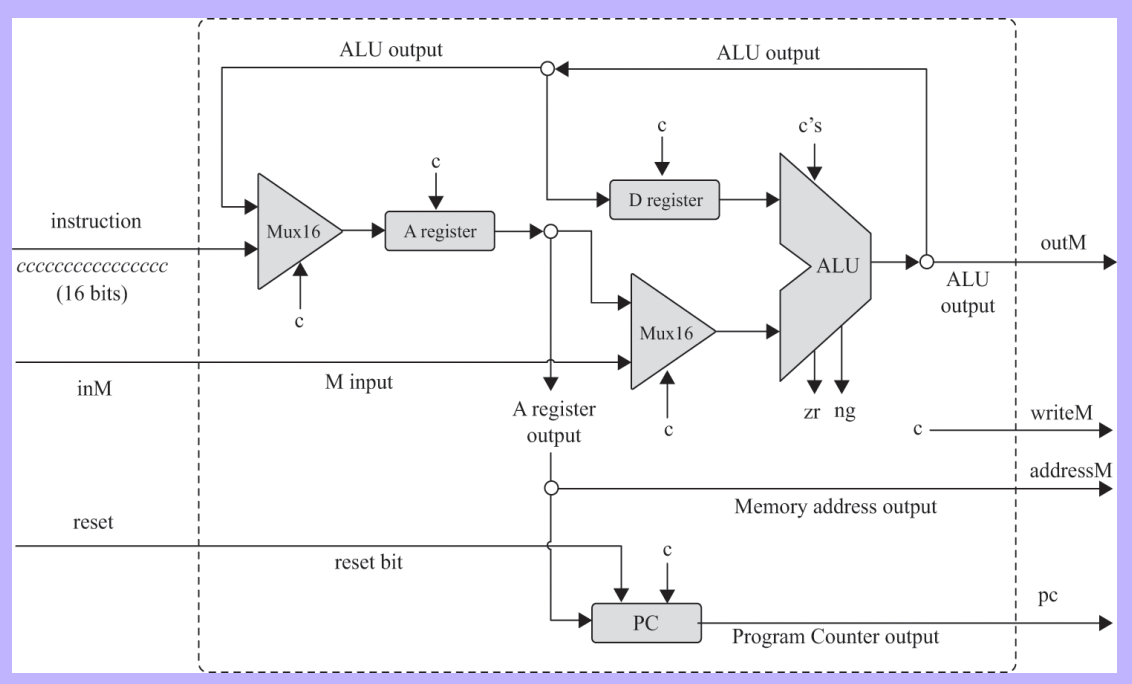 ALU output
ALU output
c
c's
c
D register
instruction
Mux16
A register
outM
cccccccccccccccc
ALU
ALU
output
(16 bits)
c
Mux16
inM
M input
A register
output
zr
ng
c
c
writeM
addressM
Memory address output
reset
reset bit
c
pc
PC
Program Counter output